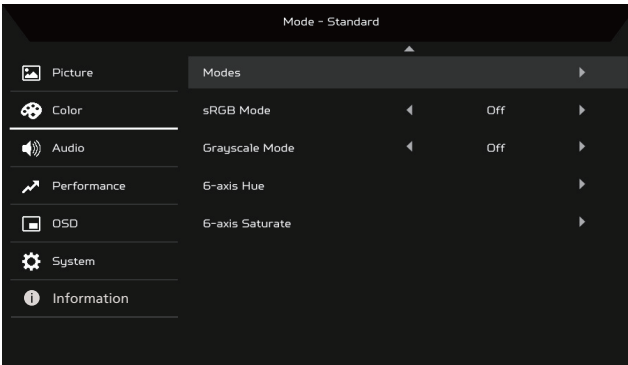 Mode - Standard
Picture
Modes
Color
sRGB Mode Off
Audio
Grayscale Mode Off
Performance
6-axis Hue
OSD
6-axis Saturate
System
Information